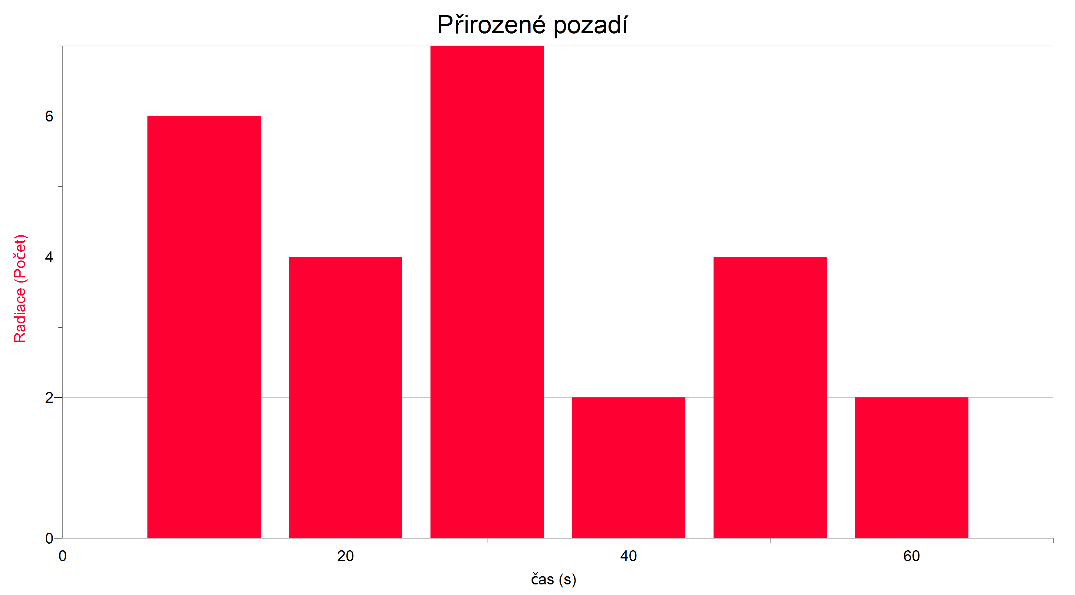 Přirozené pozadí
Radiace (Počet)
6
4
2
0
0 20 40 60
čas (s)